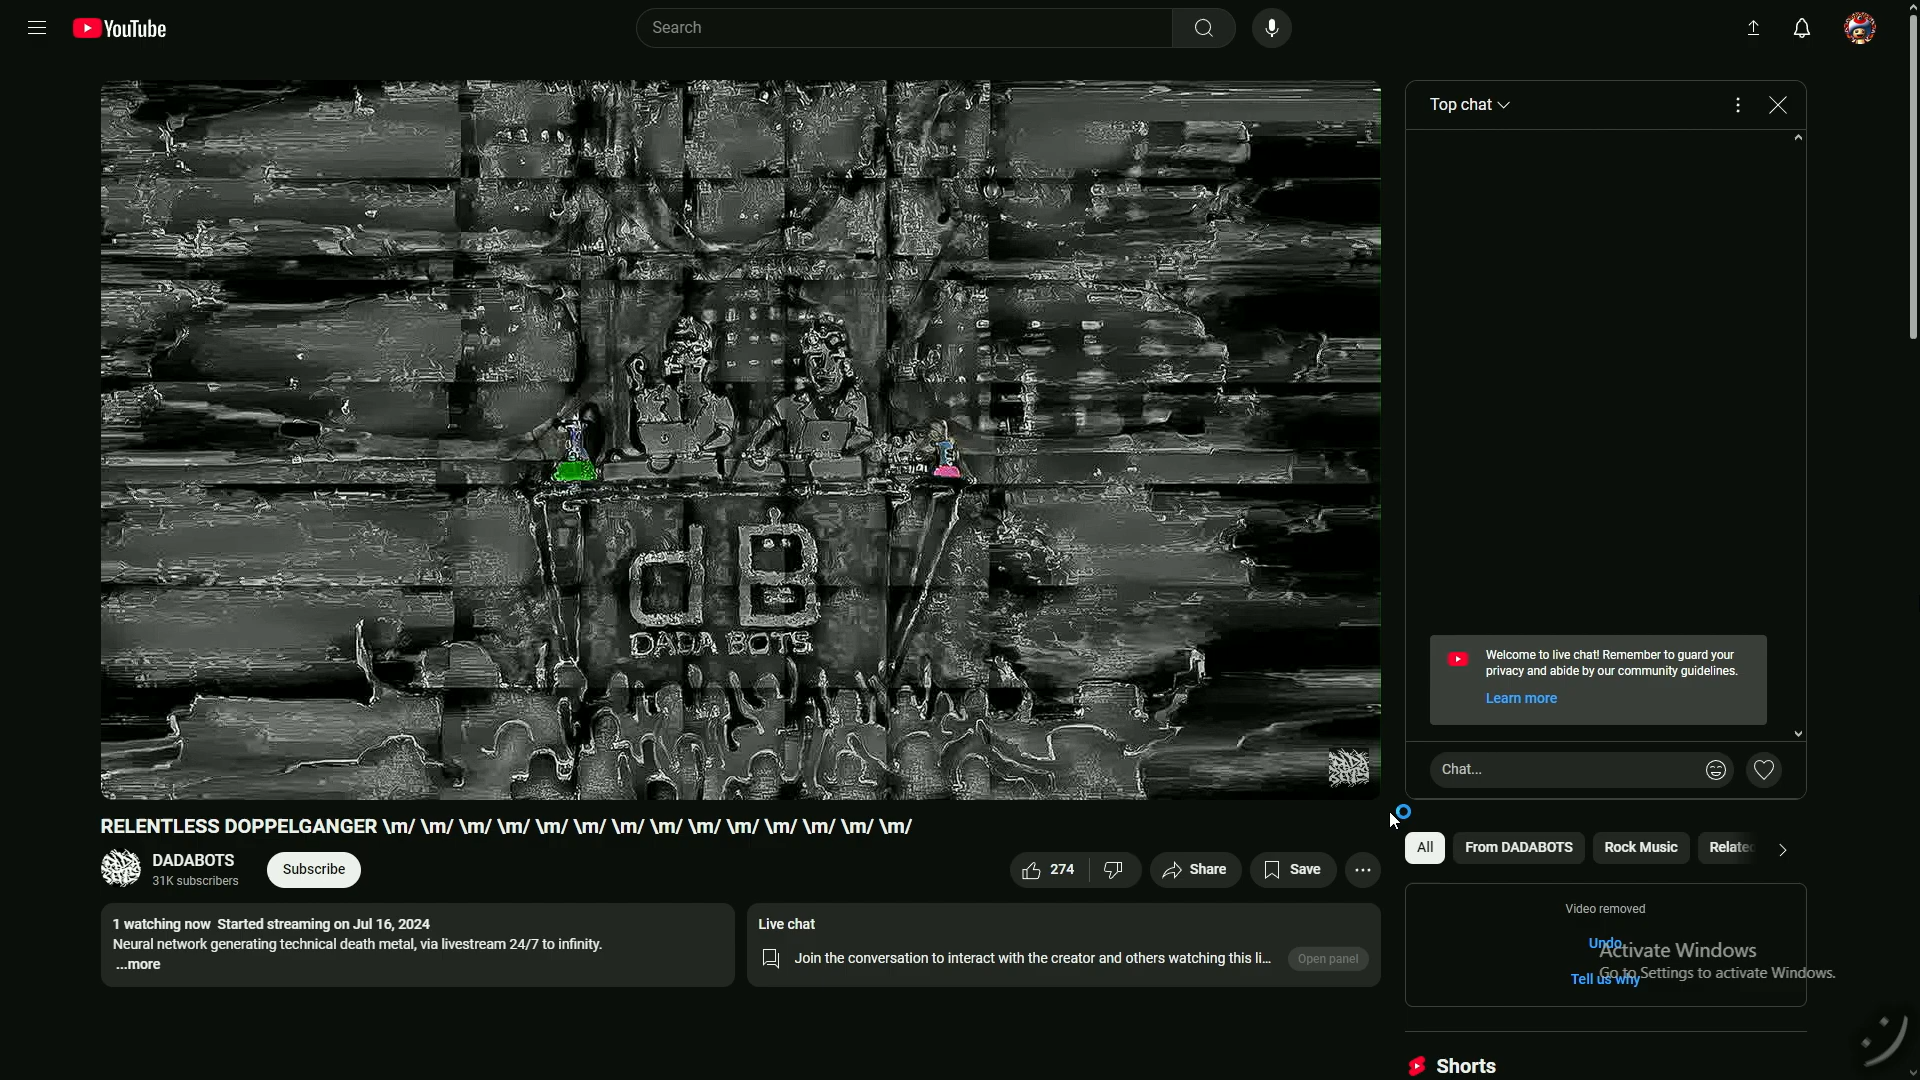 YouTube
Search
Top chat
dB
DADA BOTS
Welcome to live chat! Remember to guard your
privacy and abide by our community guidelines.
Learn more
Chat...
RELENTLESS DOPPELGANGER \m/ \m/ \m/ \m/ \m/ \m/ \m/ \m/ \m/ \m/ \m/ \m/ \m/ \m/
DADABOTS
31K subscribers
Subscribe
274
Share
Save
All
From DADABOTS
Rock Music
Relate
1 watching now Started streaming on Jul 16, 2024
Neural network generating technical death metal, via livestream 24/7 to infinity.
...more
Live chat
Join the conversation to interact with the creator and others watching this li...
Open panel
Video removed
Undo
Tell us why
Activate Windows
Go to Settings to activate Windows.
Shorts